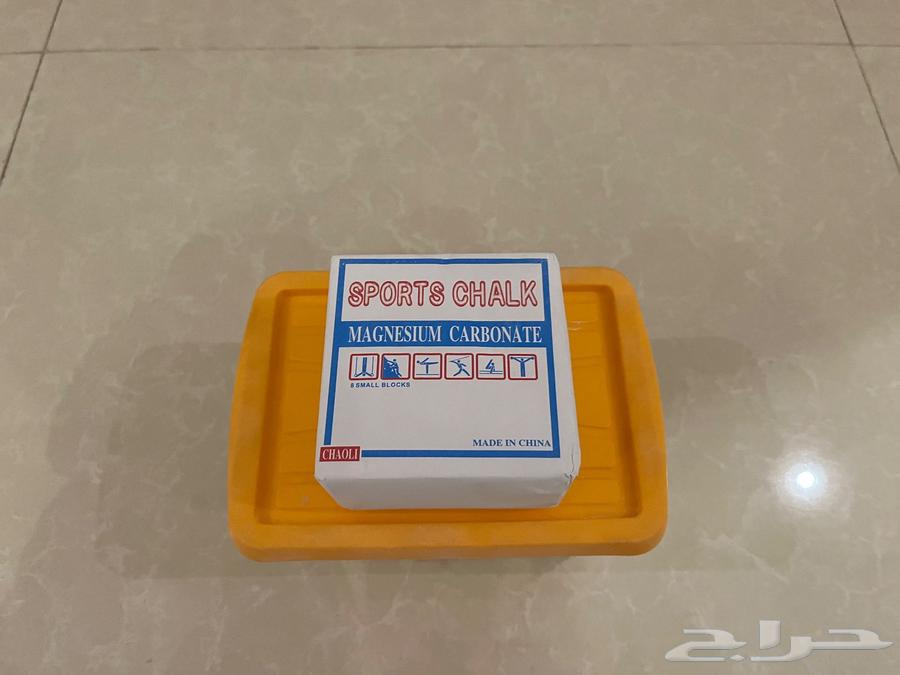 SPORTS CHALK
MAGNESIUM CARBONATE
8 SMALL BLOCKS
MADE IN CHINA
CHAOLI
حراج